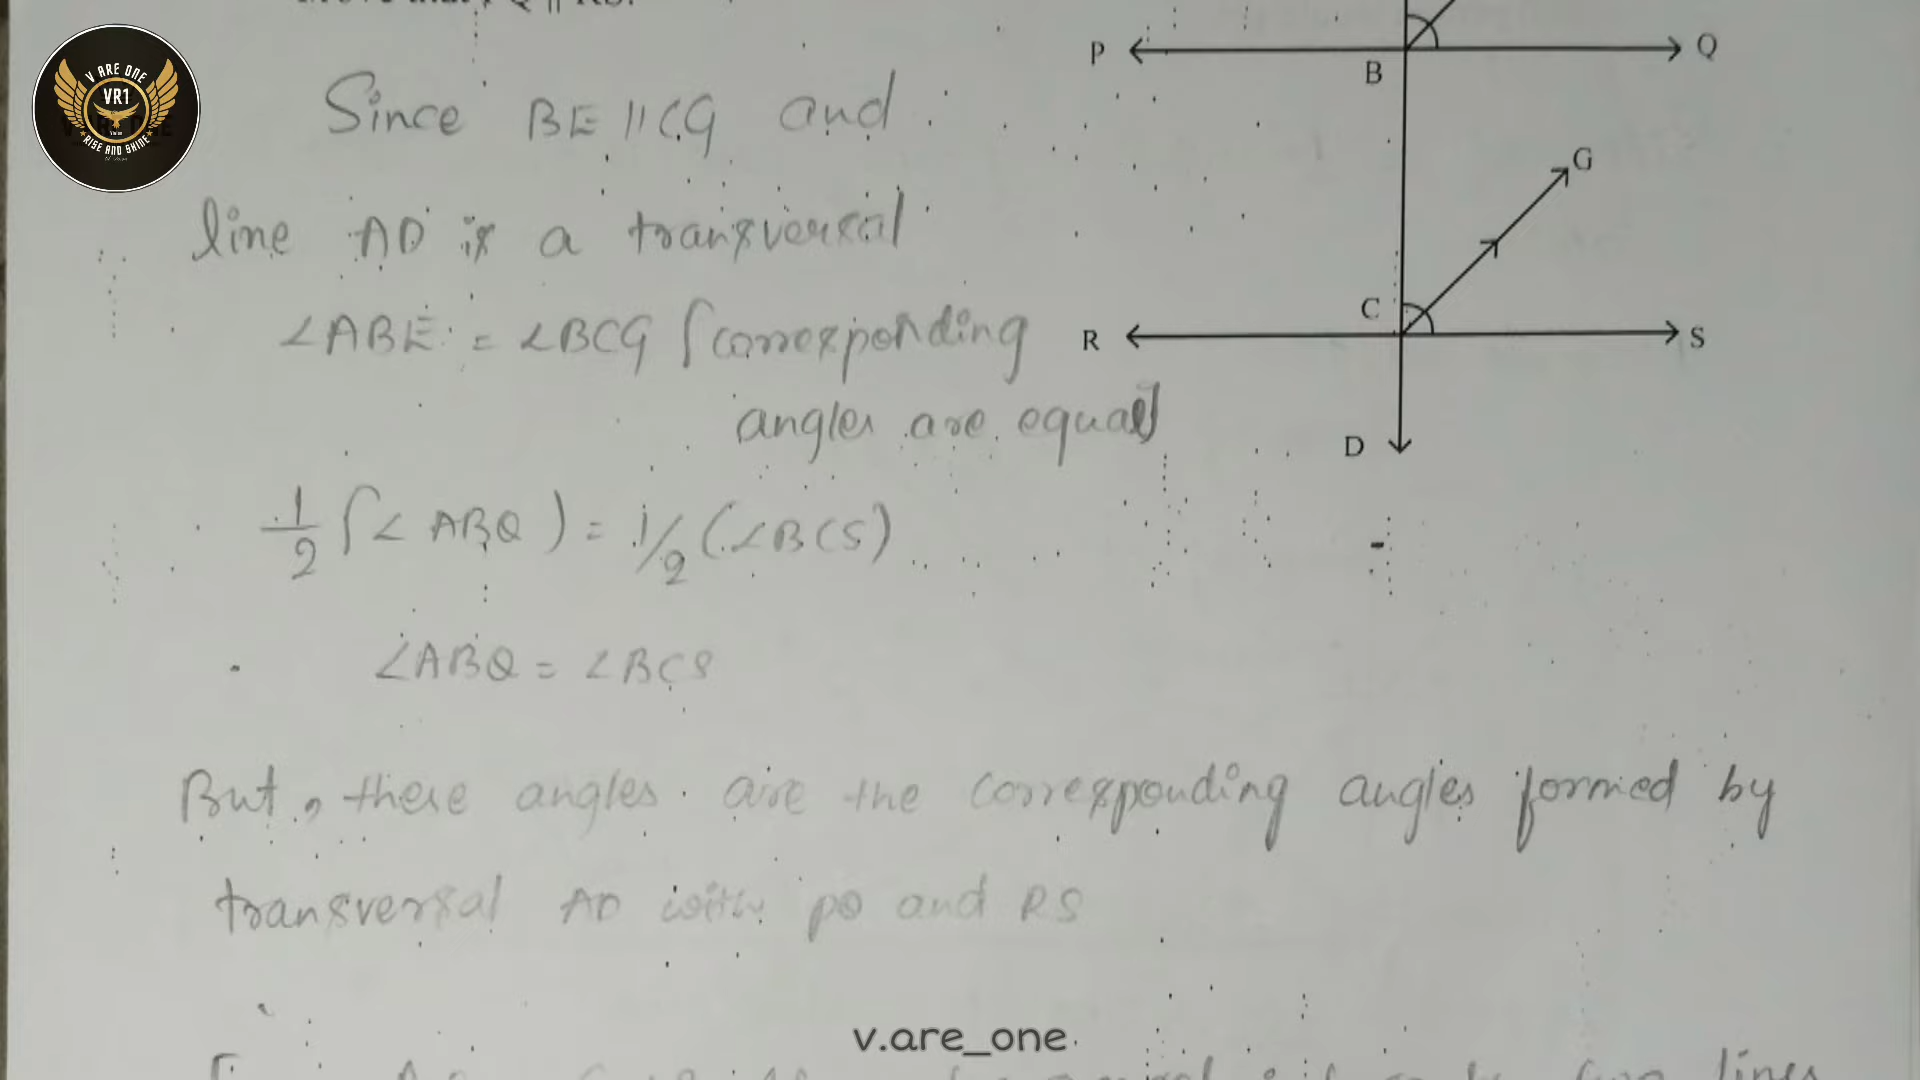 V ARE ONE
VR1
RISE AND SHINE
P
Q
B
Since BE || CG and
G
line AD is a transversal
∠ABE = ∠BCG (corresponding
C
R
S
angles are equal)
D
1/2 (∠ABQ) = 1/2 (∠BCS)
∠ABQ = ∠BCS
But, these angles are the corresponding angles formed by
transversal AD with PQ and RS
v.are_one
lines